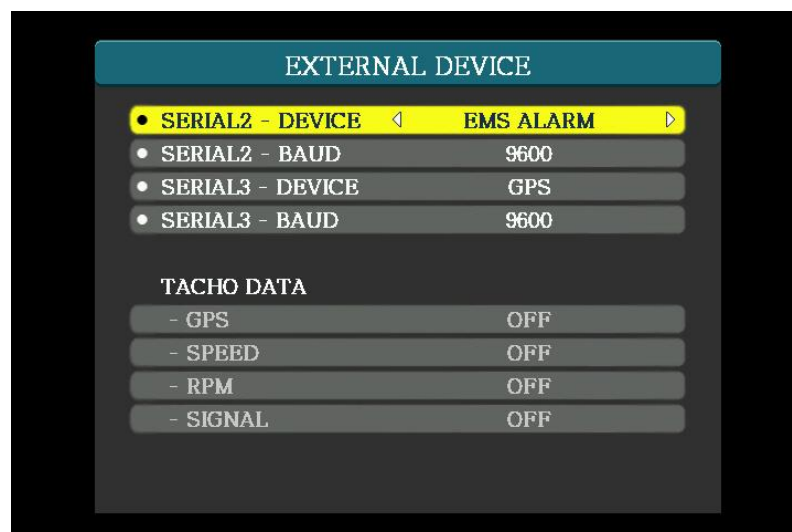 EXTERNAL DEVICE
SERIAL2 - DEVICE EMS ALARM
SERIAL2 - BAUD 9600
SERIAL3 - DEVICE GPS
SERIAL3 - BAUD 9600
TACHO DATA
- GPS OFF
- SPEED OFF
- RPM OFF
- SIGNAL OFF